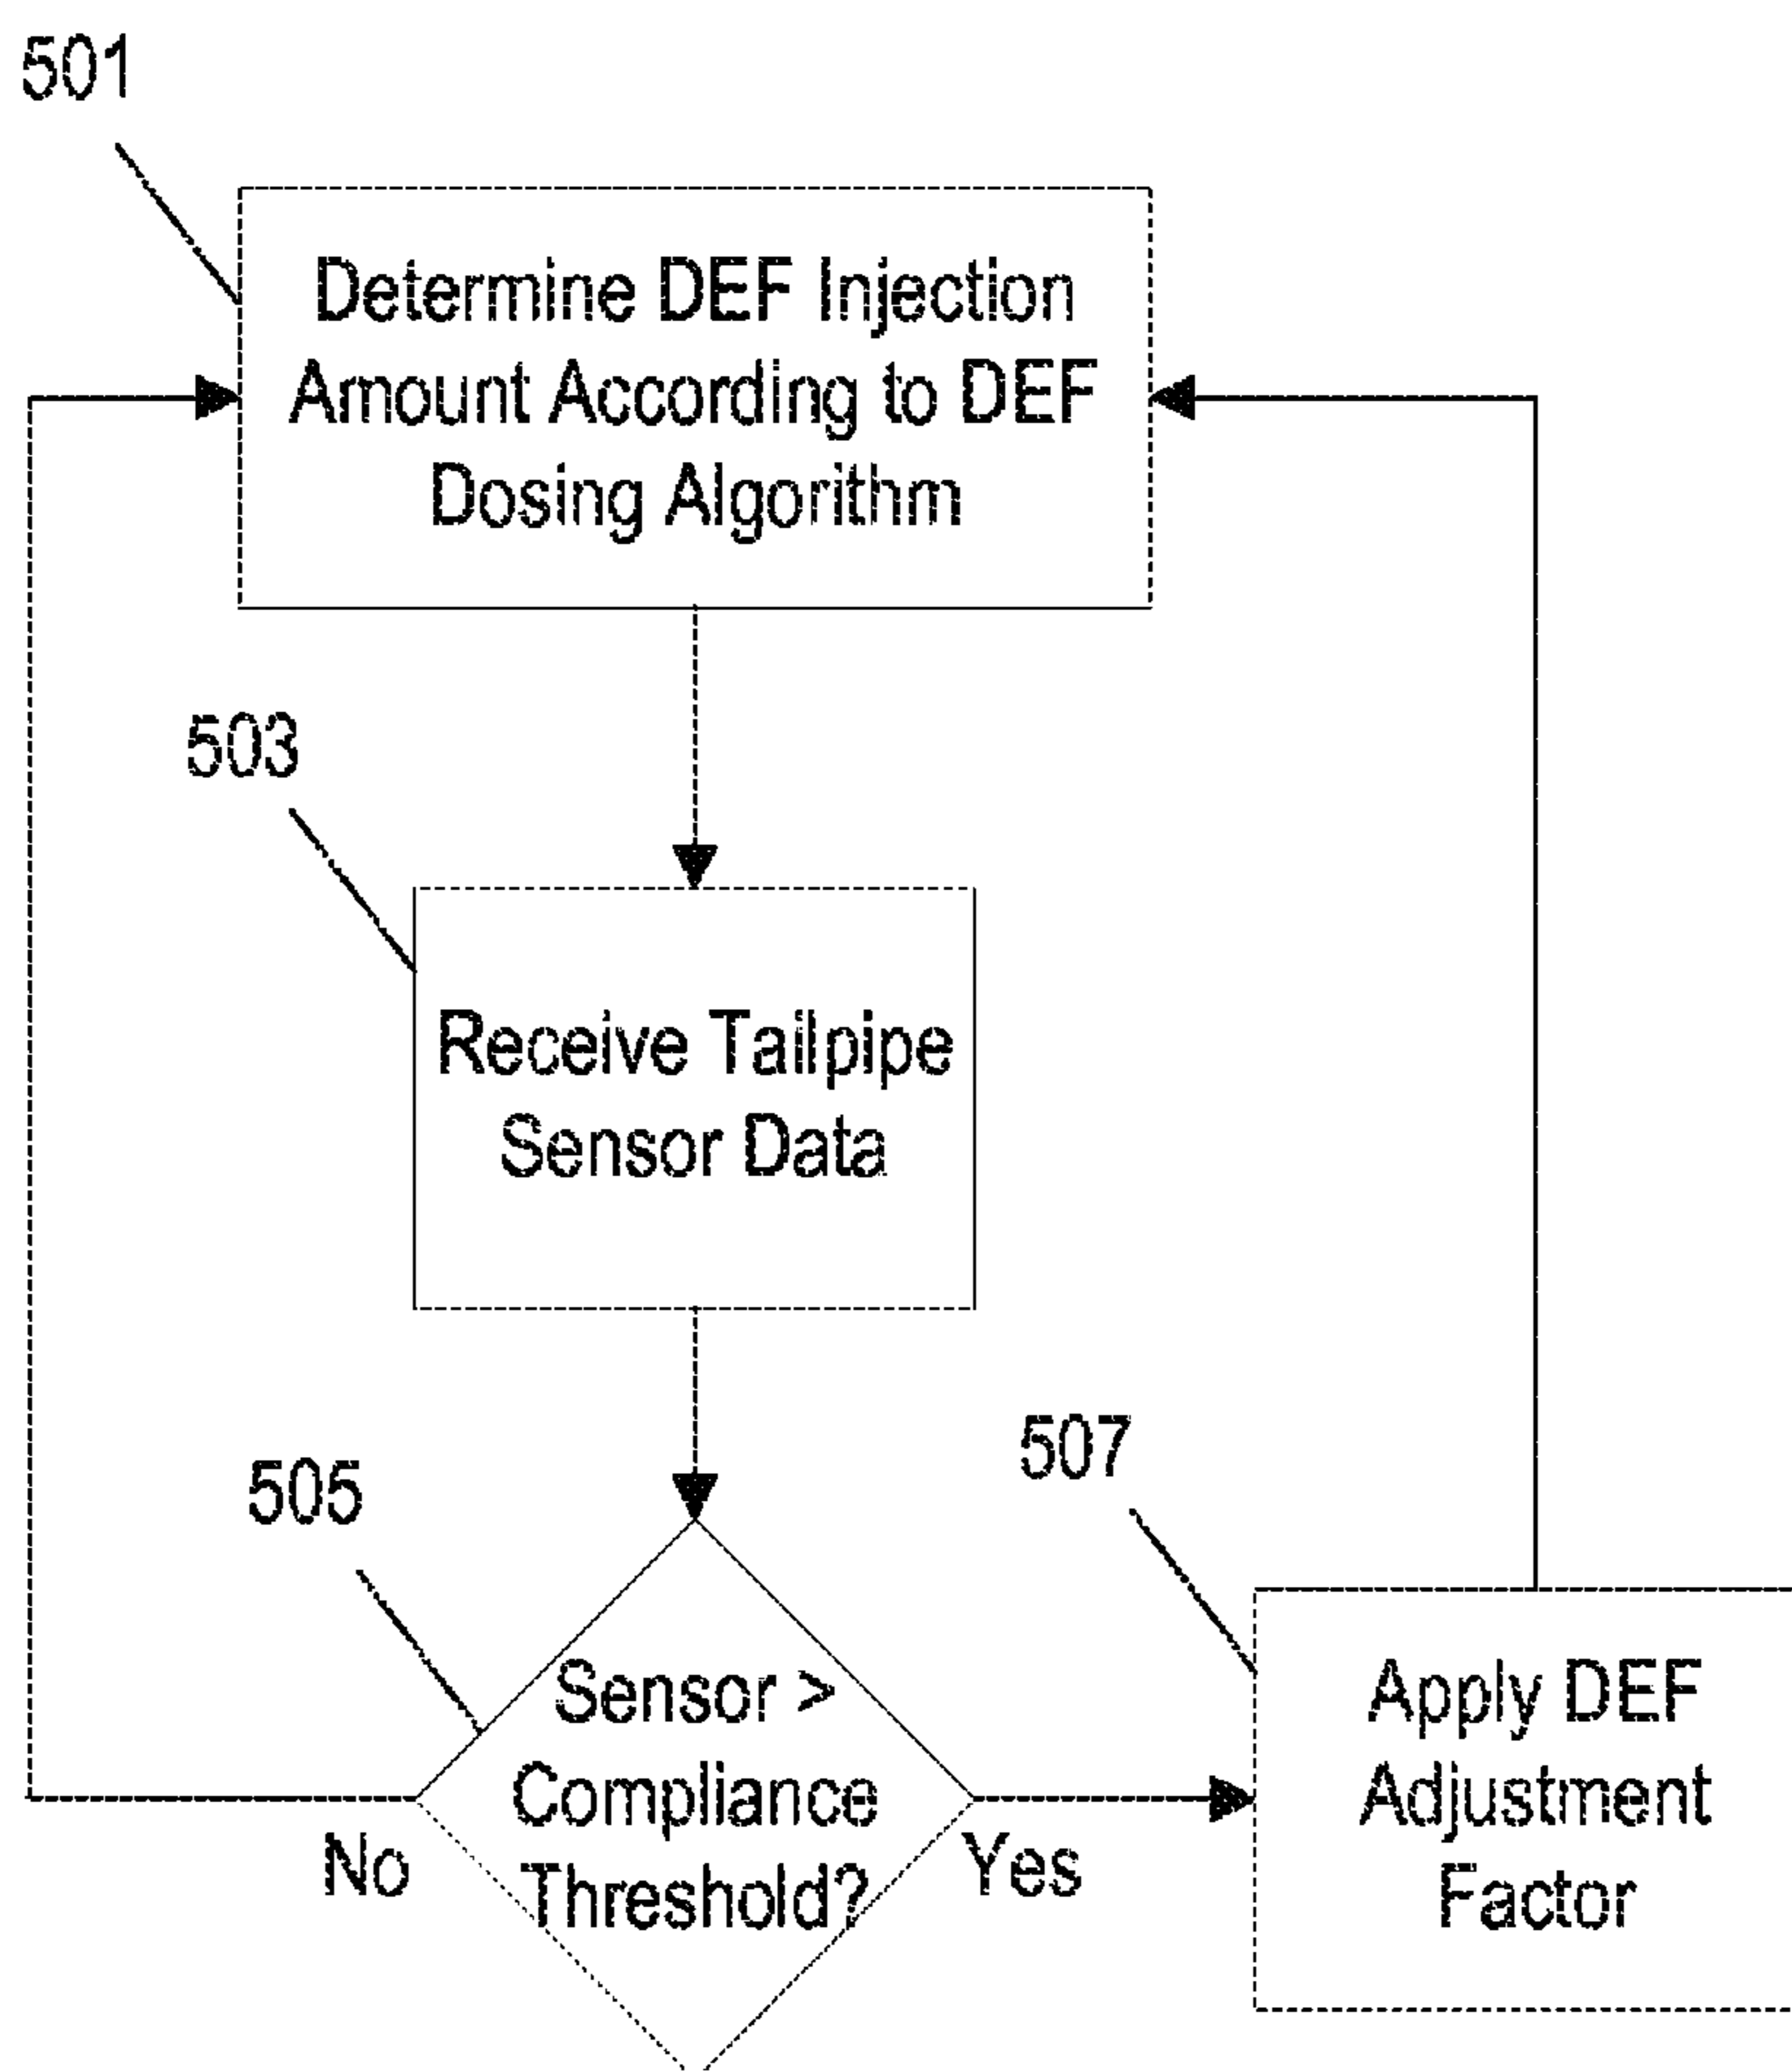 501
Determine DEF Injection
Amount According to DEF
Dosing Algorithm
503
Receive Tailpipe
Sensor Data
505
Sensor >
Compliance
Threshold?
No
Yes
507
Apply DEF
Adjustment
Factor